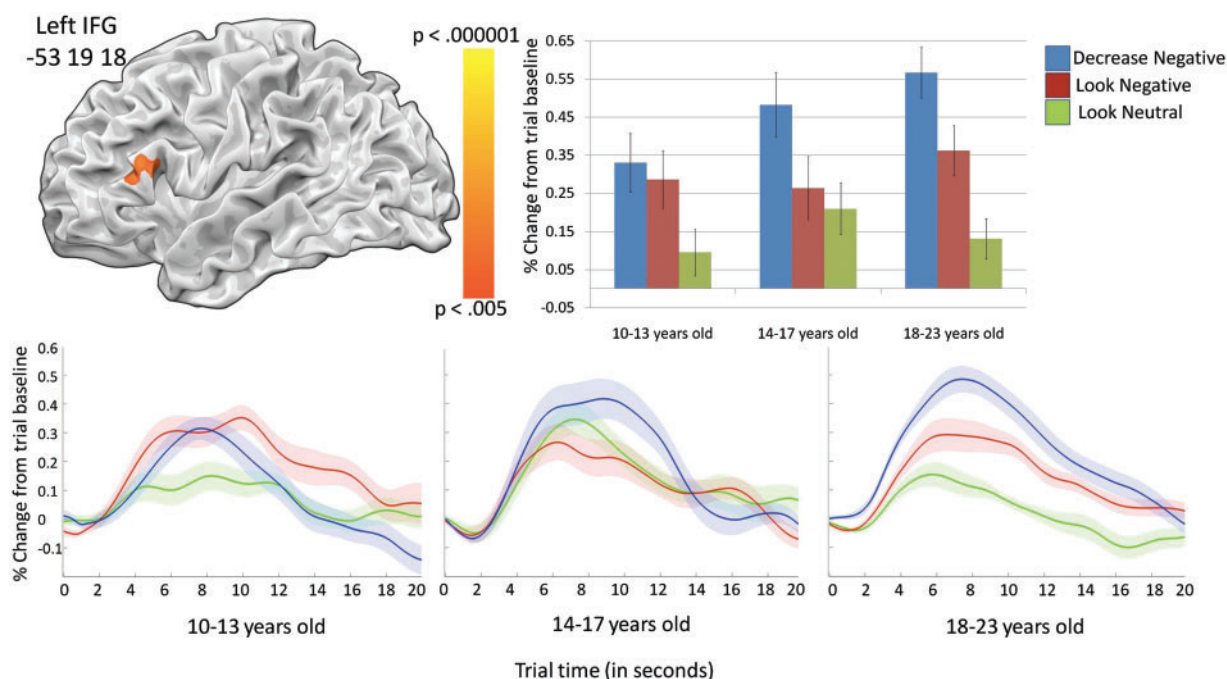 Left IFG
-53 19 18
p < .000001
p < .005
% Change from trial baseline
0.65
0.55
0.45
0.35
0.25
0.15
0.05
-0.05
10-13 years old
14-17 years old
18-23 years old
Decrease Negative
Look Negative
Look Neutral
% Change from trial baseline
0.6
0.5
0.4
0.3
0.2
0.1
0
-0.1
0 2 4 6 8 10 12 14 16 18 20
0 2 4 6 8 10 12 14 16 18 20
0 2 4 6 8 10 12 14 16 18 20
10-13 years old
14-17 years old
18-23 years old
Trial time (in seconds)